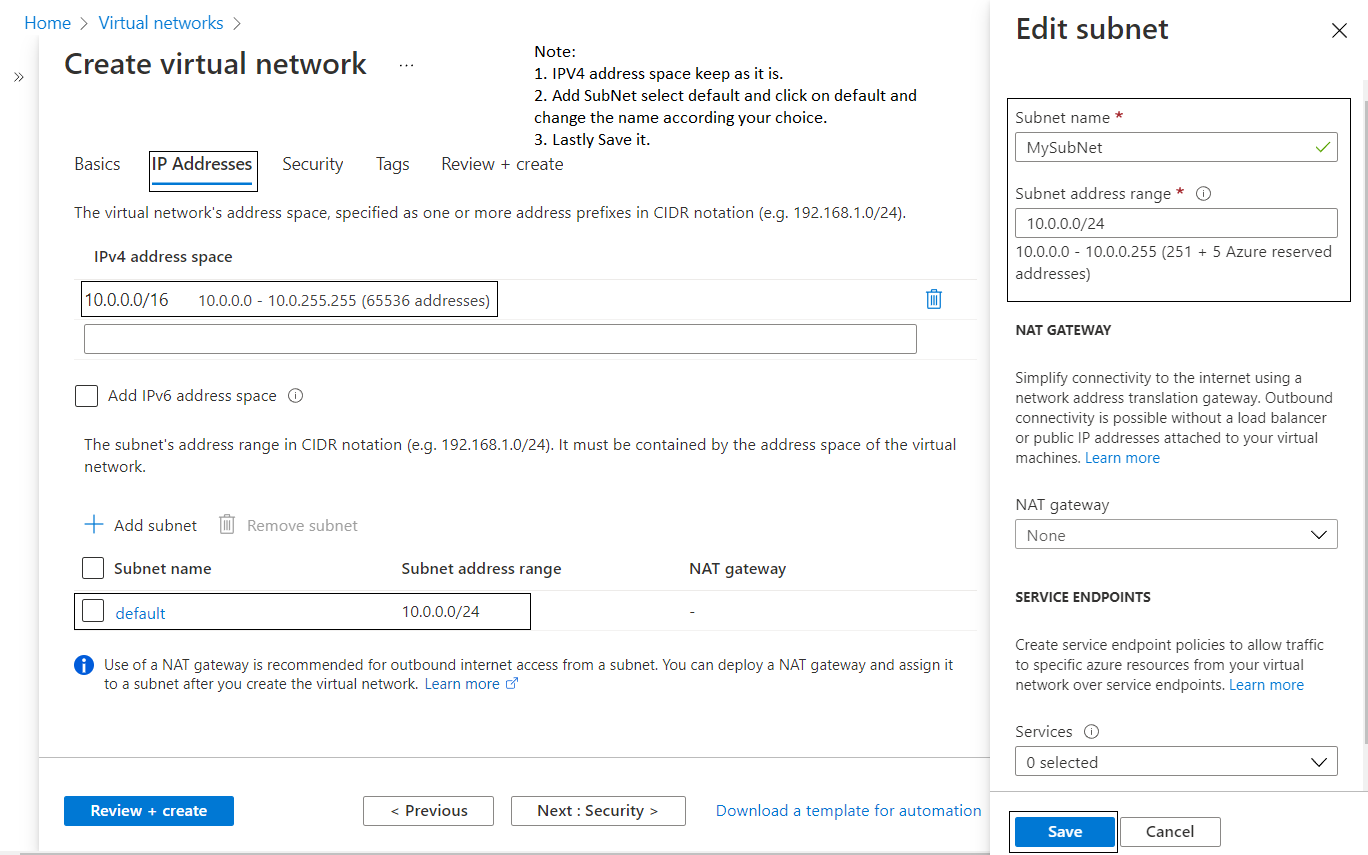 Home > Virtual networks >
»
Create virtual network ...
Note:
1. IPV4 address space keep as it is.
2. Add SubNet select default and click on default and
change the name according your choice.
3. Lastly Save it.
Basics IP Addresses Security Tags Review + create
The virtual network's address space, specified as one or more address prefixes in CIDR notation (e.g. 192.168.1.0/24).
IPv4 address space
10.0.0.0/16 10.0.0.0 - 10.0.255.255 (65536 addresses)
Add IPv6 address space
The subnet's address range in CIDR notation (e.g. 192.168.1.0/24). It must be contained by the address space of the virtual
network.
+ Add subnet Remove subnet
Subnet name Subnet address range NAT gateway
default 10.0.0.0/24 -
Use of a NAT gateway is recommended for outbound internet access from a subnet. You can deploy a NAT gateway and assign it
to a subnet after you create the virtual network. Learn more
Review + create < Previous Next : Security > Download a template for automation
Edit subnet
Subnet name *
MySubNet
Subnet address range *
10.0.0.0/24
10.0.0.0 - 10.0.0.255 (251 + 5 Azure reserved
addresses)
NAT GATEWAY
Simplify connectivity to the internet using a
network address translation gateway. Outbound
connectivity is possible without a load balancer
or public IP addresses attached to your virtual
machines. Learn more
NAT gateway
None
SERVICE ENDPOINTS
Create service endpoint policies to allow traffic
to specific azure resources from your virtual
network over service endpoints. Learn more
Services
0 selected
Save Cancel